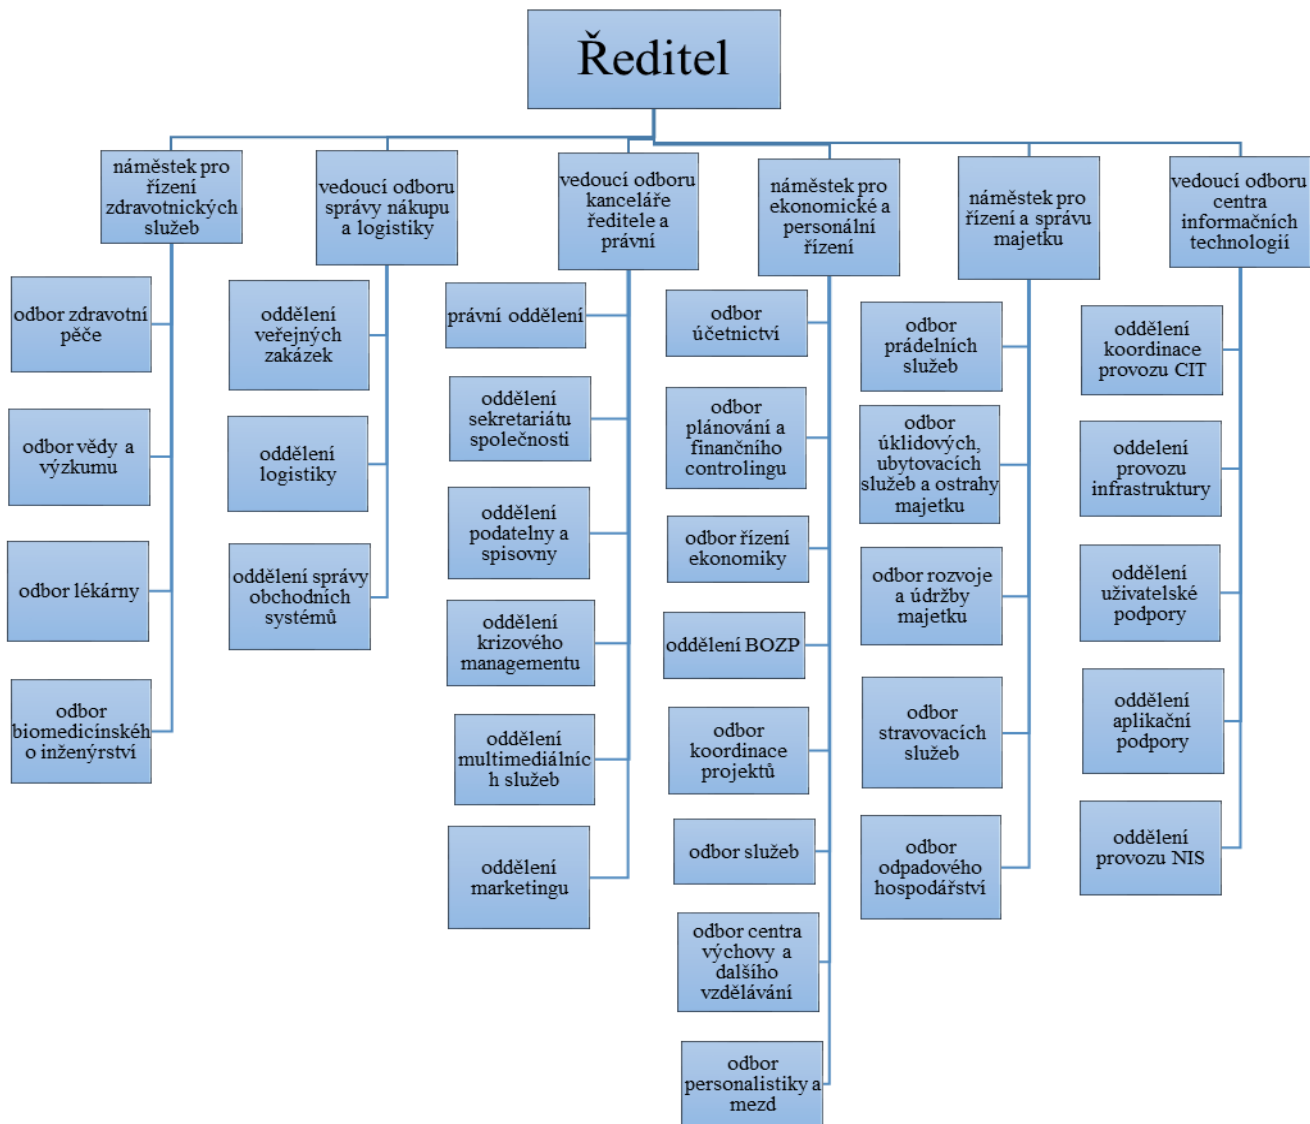 Ředitel
náměstek pro
řízení
zdravotnických
služeb
odbor zdravotní
péče
odbor vědy a
výzkumu
odbor lékárny
odbor
biomedicínskéh
o inženýrství
vedoucí odboru
správy nákupu
a logistiky
oddělení
veřejných
zakázek
oddělení
logistiky
oddělení správy
obchodních
systémů
vedoucí odboru
kanceláře
ředitele a
právní
právní oddělení
oddělení
sekretariátu
společnosti
oddělení
podatelny a
spisovny
oddělení
krizového
managementu
oddělení
multimediálníc
h služeb
oddělení
marketingu
náměstek pro
ekonomické a
personální
řízení
odbor
účetnictví
odbor
plánování a
finančního
controlingu
odbor řízení
ekonomiky
oddělení BOZP
odbor
koordinace
projektů
odbor služeb
odbor centra
výchovy a
dalšího
vzdělávání
odbor
personalistiky a
mezd
náměstek pro
řízení a správu
majetku
odbor
prádelních
služeb
odbor
úklidových,
ubytovacích
služeb a ostrahy
majetku
odbor rozvoje
a údržby
majetku
odbor
stravovacích
služeb
odbor
odpadového
hospodářství
vedoucí odboru
centra
informačních
technologií
oddělení
koordinace
provozu CIT
oddelení
provozu
infrastruktury
oddělení
uživatelské
podpory
oddělení
aplikační
podpory
oddělení
provozu NIS